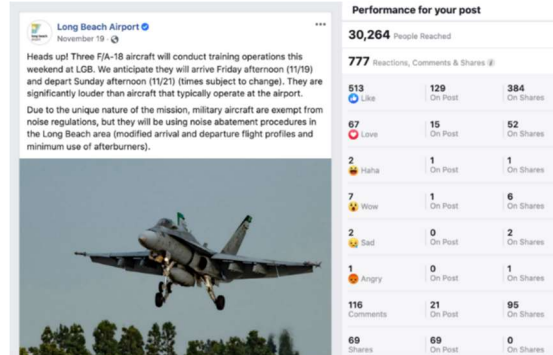 Long Beach Airport
November 19 ·
Heads up! Three F/A-18 aircraft will conduct training operations this
weekend at LGB. We anticipate they will arrive Friday afternoon (11/19)
and depart Sunday afternoon (11/21) (times subject to change). They are
significantly louder than aircraft that typically operate at the airport.
Due to the unique nature of the mission, military aircraft are exempt from
noise regulations, but they will be using noise abatement procedures in
the Long Beach area (modified arrival and departure flight profiles and
minimum use of afterburners).
Performance for your post
30,264 People Reached
777 Reactions, Comments & Shares
513 129 384
Like On Post On Shares
67 15 52
Love On Post On Shares
2 1 1
Haha On Post On Shares
7 1 6
Wow On Post On Shares
2 0 2
Sad On Post On Shares
1 0 1
Angry On Post On Shares
116 21 95
Comments On Post On Shares
69 69 0
Shares On Post On Shares